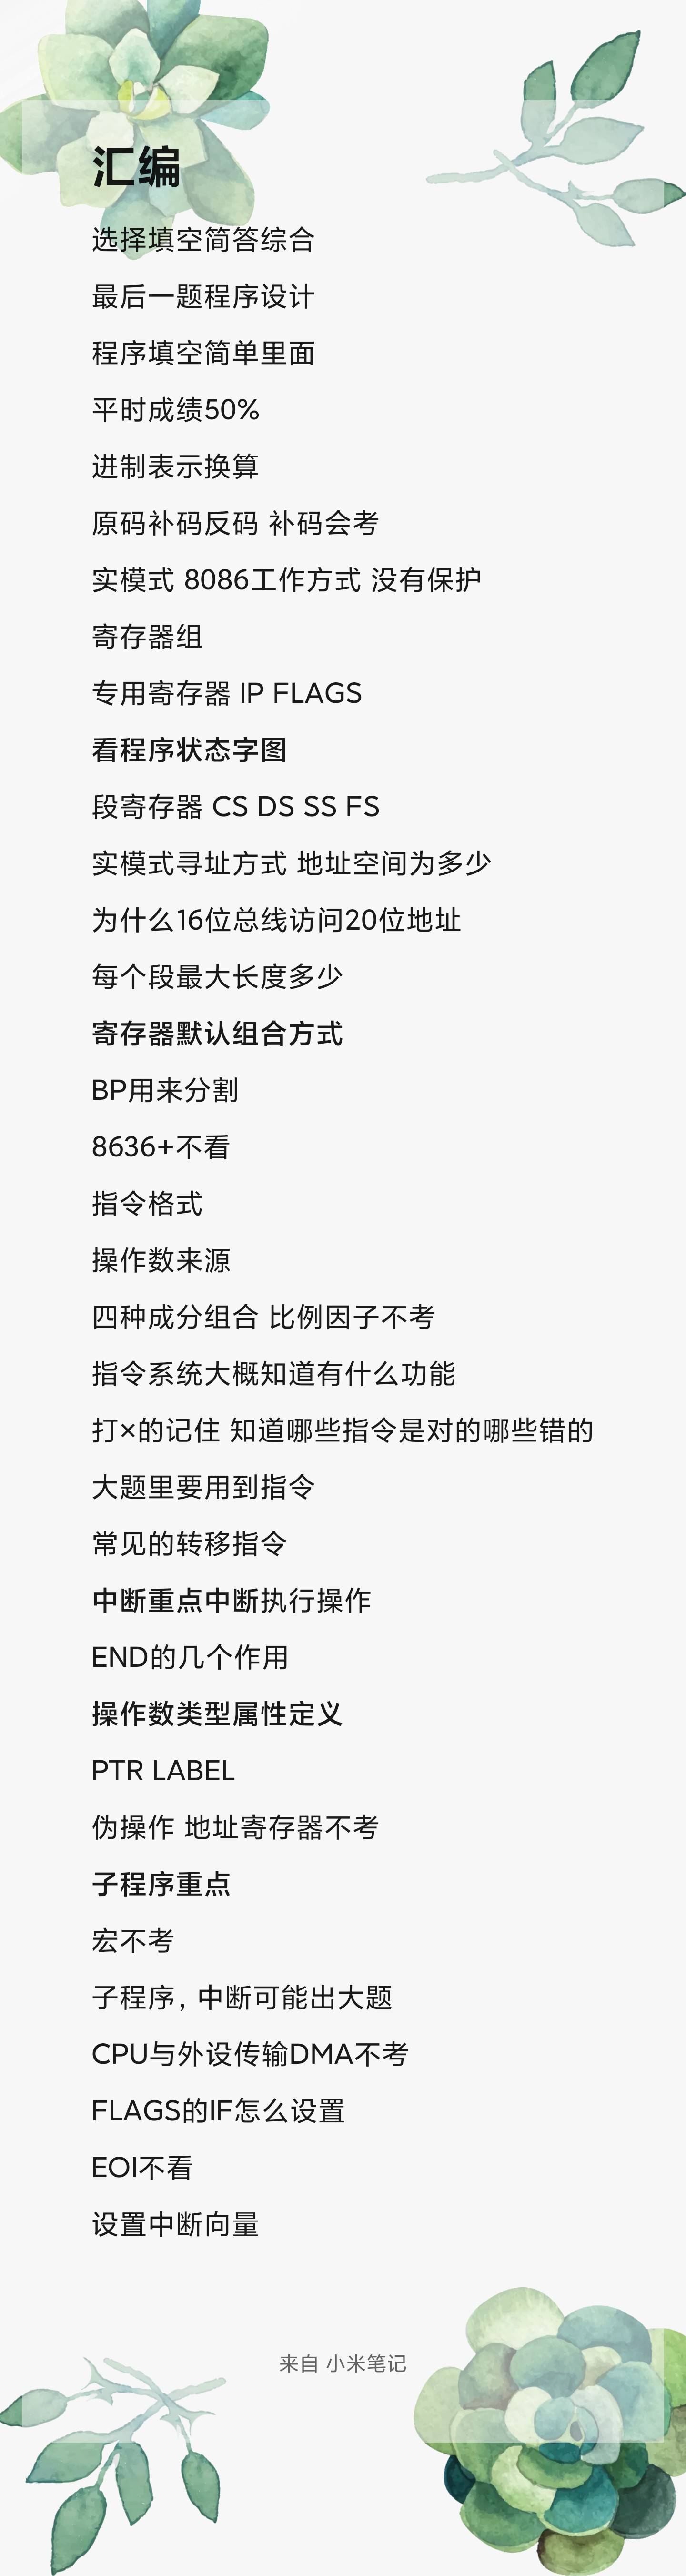 汇编
选择填空简答综合
最后一题程序设计
程序填空简单里面
平时成绩50%
进制表示换算
原码补码反码 补码会考
实模式 8086工作方式 没有保护
寄存器组
专用寄存器 IP FLAGS
看程序状态字图
段寄存器 CS DS SS FS
实模式寻址方式 地址空间为多少
为什么16位总线访问20位地址
每个段最大长度多少
寄存器默认组合方式
BP用来分割
8636+不看
指令格式
操作数来源
四种成分组合 比例因子不考
指令系统大概知道有什么功能
打×的记住 知道哪些指令是对的哪些错的
大题里要用到指令
常见的转移指令
中断重点中断执行操作
END的几个作用
操作数类型属性定义
PTR LABEL
伪操作 地址寄存器不考
子程序重点
宏不考
子程序，中断可能出大题
CPU与外设传输DMA不考
FLAGS的IF怎么设置
EOI不看
设置中断向量
来自 小米笔记